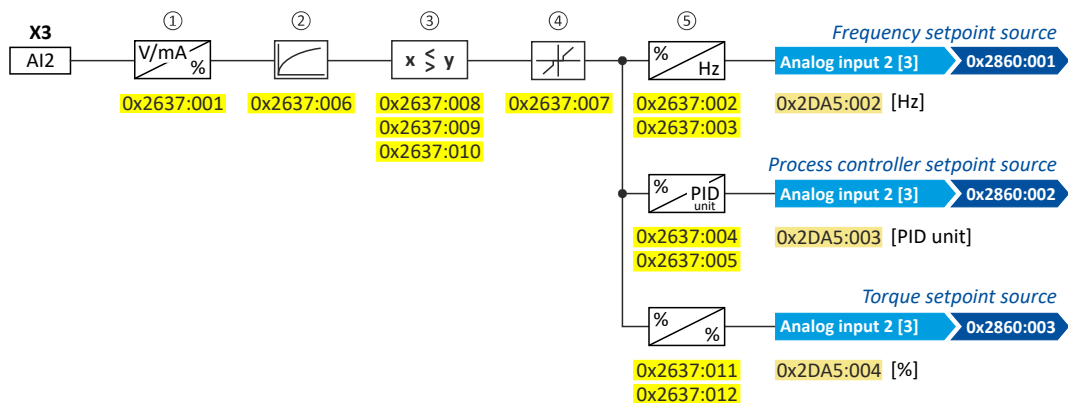 ① ② ③ ④ ⑤
Frequency setpoint source
X3
AI2
V/mA
%
x ≤ > y
%
Hz
Analog input 2 [3]
0x2860:001
0x2637:001
0x2637:006
0x2637:008
0x2637:009
0x2637:010
0x2637:007
0x2637:002
0x2637:003
0x2DA5:002 [Hz]
Process controller setpoint source
%
PID
unit
Analog input 2 [3]
0x2860:002
0x2637:004
0x2637:005
0x2DA5:003 [PID unit]
Torque setpoint source
%
%
Analog input 2 [3]
0x2860:003
0x2637:011
0x2637:012
0x2DA5:004 [%]